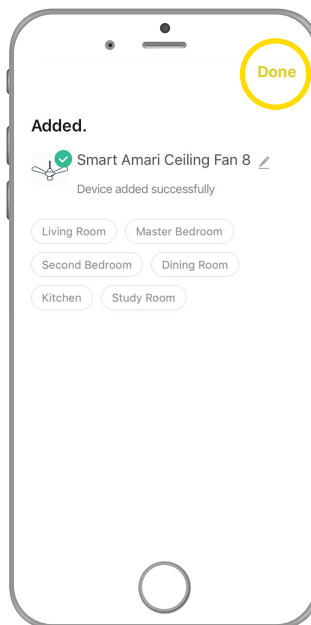 Done
Added.
Smart Amari Ceiling Fan 8
Device added successfully
Living Room
Master Bedroom
Second Bedroom
Dining Room
Kitchen
Study Room